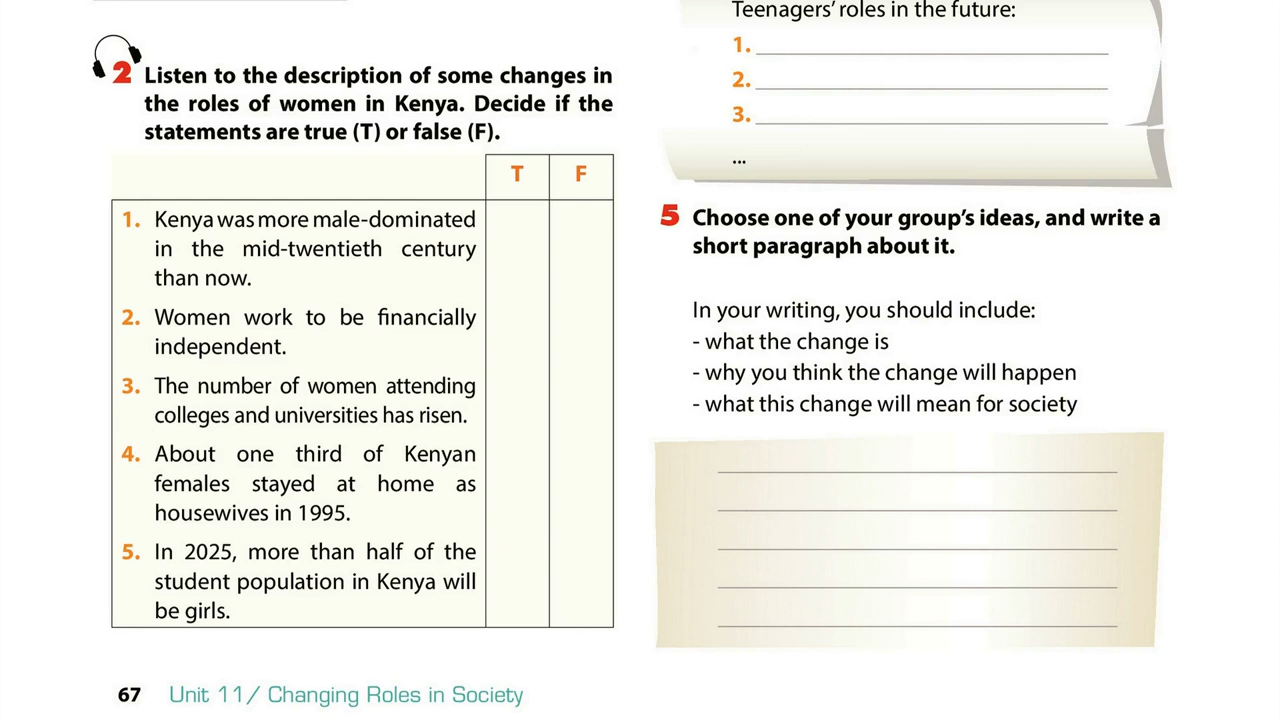 2 Listen to the description of some changes in
the roles of women in Kenya. Decide if the
statements are true (T) or false (F).
T F
1. Kenya was more male-dominated
in the mid-twentieth century
than now.
2. Women work to be financially
independent.
3. The number of women attending
colleges and universities has risen.
4. About one third of Kenyan
females stayed at home as
housewives in 1995.
5. In 2025, more than half of the
student population in Kenya will
be girls.
Teenagers' roles in the future:
1.
2.
3.
...
5 Choose one of your group's ideas, and write a
short paragraph about it.
In your writing, you should include:
- what the change is
- why you think the change will happen
- what this change will mean for society
67 Unit 11/ Changing Roles in Society